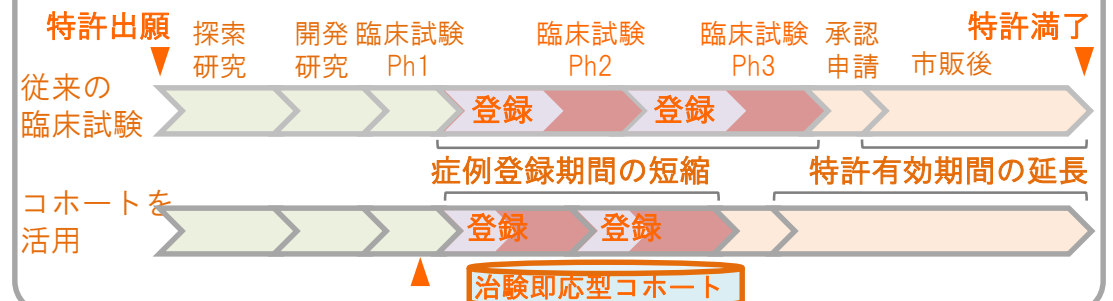 特許出願
特許満了
探索
研究
開発
研究
臨床試験
Ph1
臨床試験
Ph2
臨床試験
Ph3
承認
申請
市販後
従来の
臨床試験
登録
登録
症例登録期間の短縮
特許有効期間の延長
コホートを
活用
登録
登録
治験即応型コホート